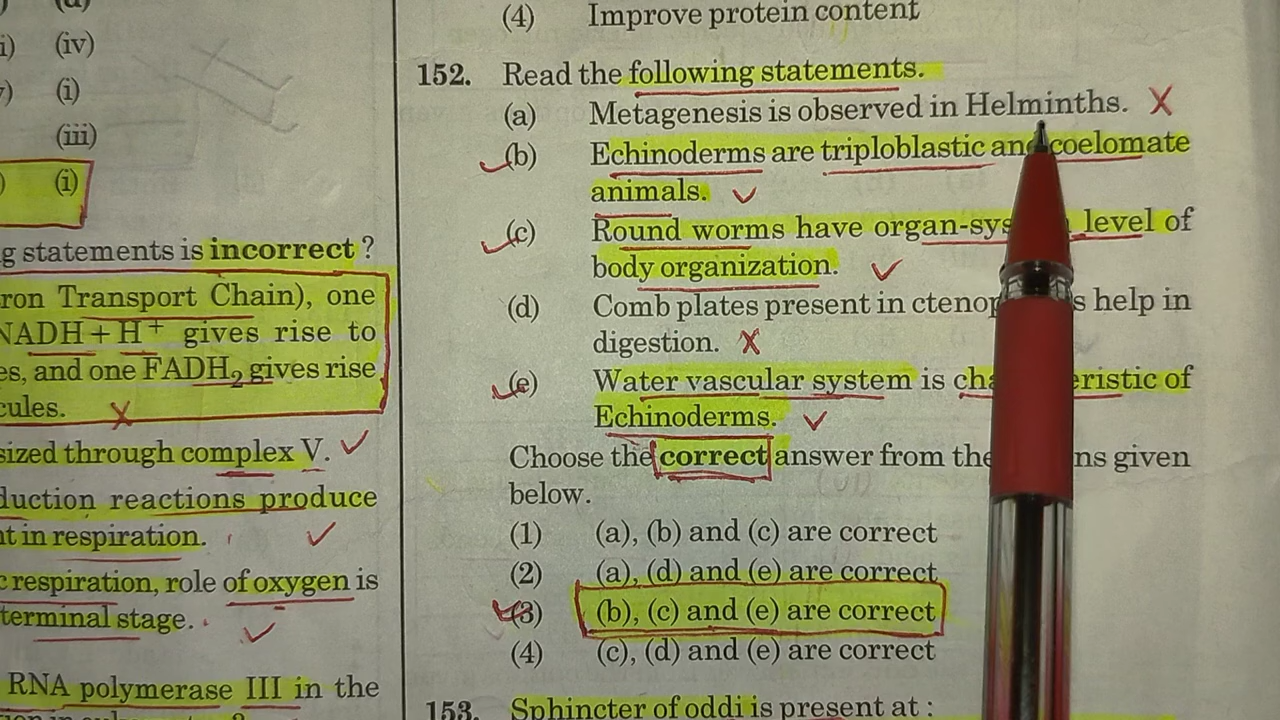 (d)
i) (iv)
) (i)
(iii)
) (i)
g statements is incorrect ?
ron Transport Chain), one
NADH + H+ gives rise to
es, and one FADH2 gives rise
cules.
sized through complex V.
duction reactions produce
nt in respiration.
c respiration, role of oxygen is
terminal stage.
RNA polymerase III in the
(4) Improve protein content
152. Read the following statements.
(a) Metagenesis is observed in Helminths.
(b) Echinoderms are triploblastic and coelomate
animals.
(c) Round worms have organ-sys level of
body organization.
(d) Comb plates present in ctenop s help in
digestion.
(e) Water vascular system is cha eristic of
Echinoderms.
Choose the correct answer from the ns given
below.
(1) (a), (b) and (c) are correct
(2) (a), (d) and (e) are correct
(3) (b), (c) and (e) are correct
(4) (c), (d) and (e) are correct
153. Sphincter of oddi is present at :